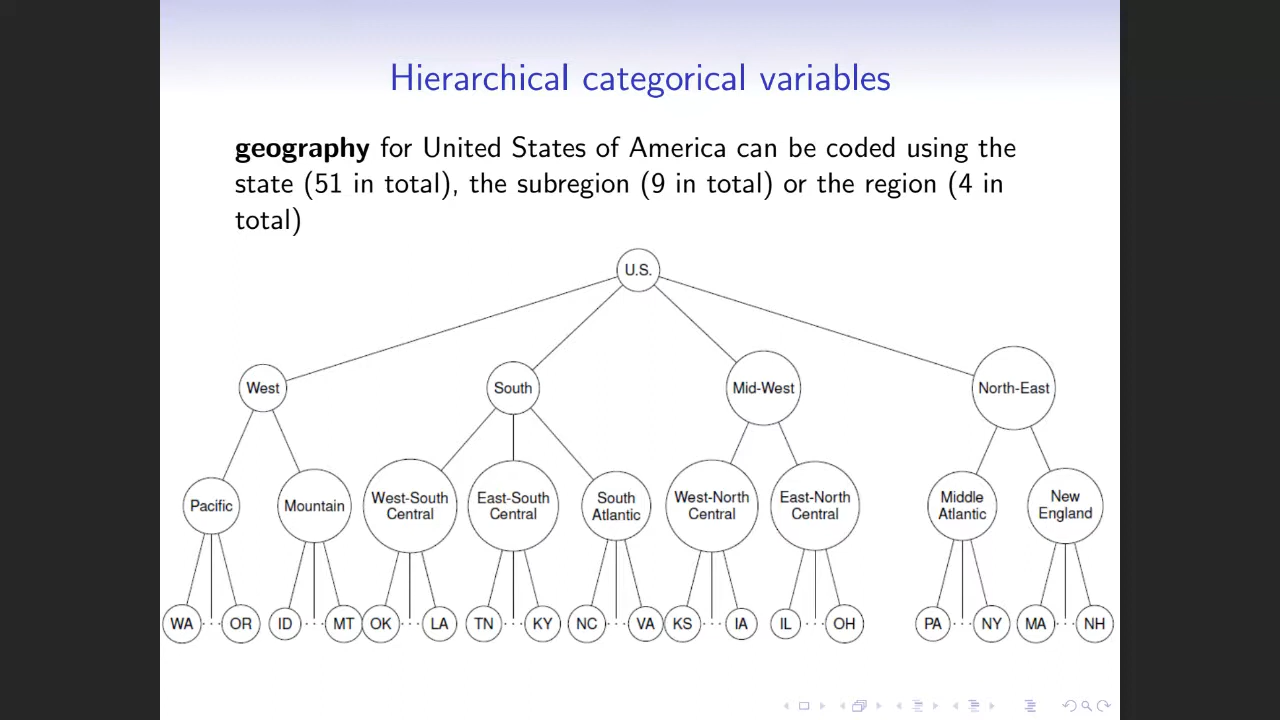 Hierarchical categorical variables
geography for United States of America can be coded using the
state (51 in total), the subregion (9 in total) or the region (4 in
total)
U.S.
West
South
Mid-West
North-East
Pacific
Mountain
West-South
Central
East-South
Central
South
Atlantic
West-North
Central
East-North
Central
Middle
Atlantic
New
England
WA
OR
ID
MT
OK
LA
TN
KY
NC
VA
KS
IA
IL
OH
PA
NY
MA
NH